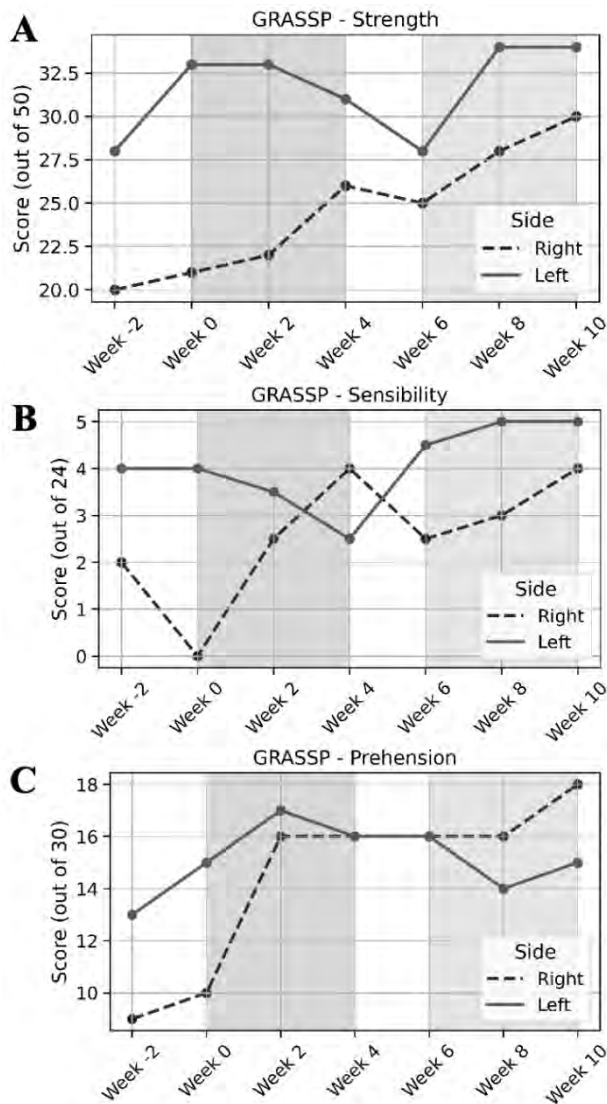 A
GRASSP - Strength
Score (out of 50)
32.5
30.0
27.5
25.0
22.5
20.0
Side
Right
Left
Week -2
Week 0
Week 2
Week 4
Week 6
Week 8
Week 10
B
GRASSP - Sensibility
Score (out of 24)
5
4
3
2
1
0
Side
Right
Left
Week -2
Week 0
Week 2
Week 4
Week 6
Week 8
Week 10
C
GRASSP - Prehension
Score (out of 30)
18
16
14
12
10
Side
Right
Left
Week -2
Week 0
Week 2
Week 4
Week 6
Week 8
Week 10